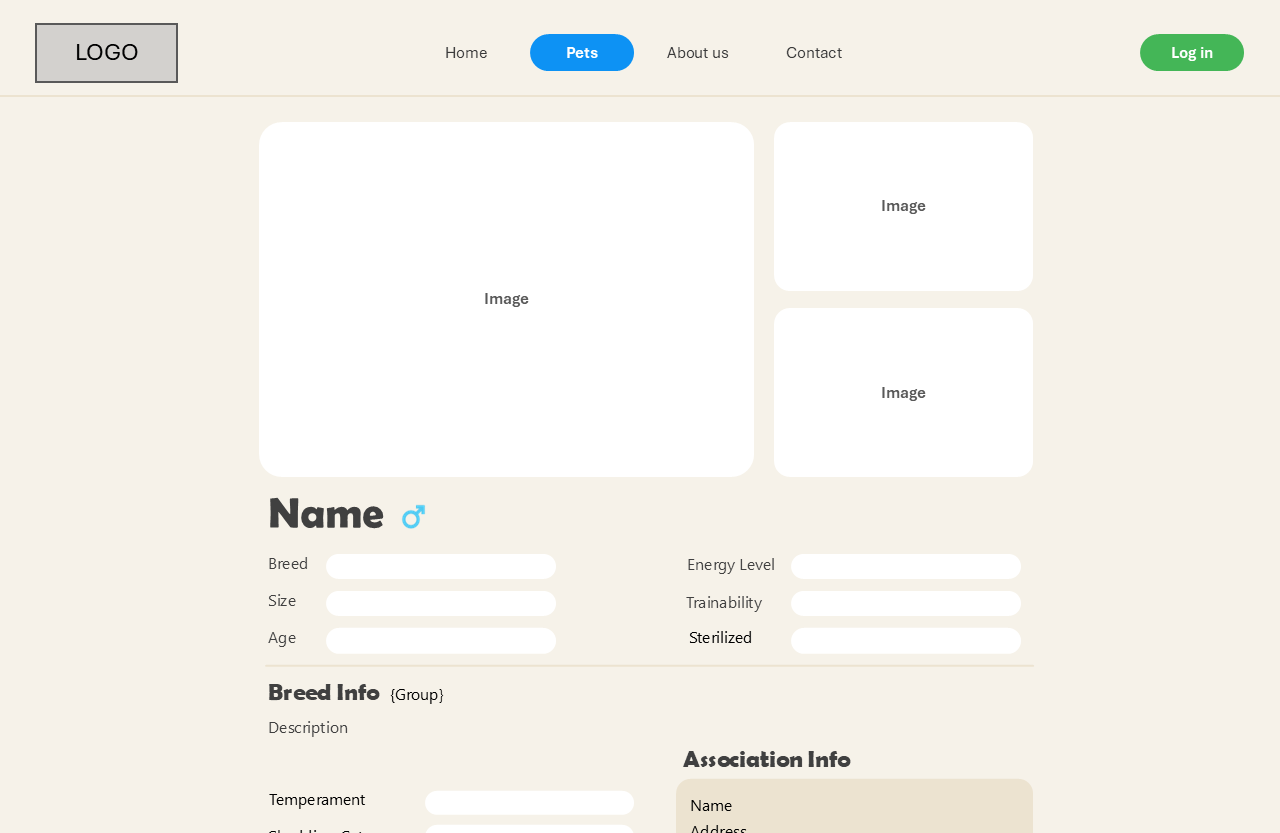 LOGO
Home
Pets
About us
Contact
Log in
Image
Image
Image
Name
Breed
Energy Level
Size
Trainability
Age
Sterilized
Breed Info {Group}
Description
Association Info
Temperament
Name
Address